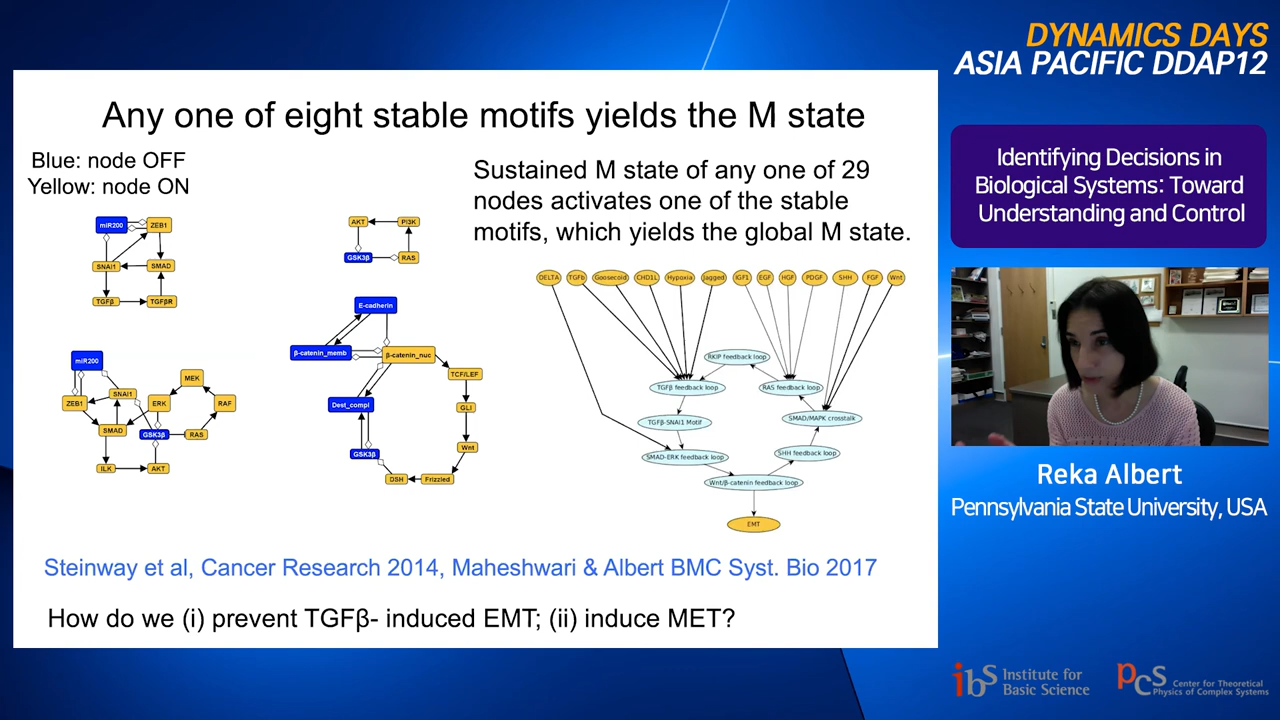 DYNAMICS DAYS
ASIA PACIFIC DDAP12
Any one of eight stable motifs yields the M state
Blue: node OFF
Yellow: node ON
Sustained M state of any one of 29
nodes activates one of the stable
motifs, which yields the global M state.
miR200
ZEB1
SNAI1
SMAD
TGFβ
TGFβR
AKT
PI3K
GSK3β
RAS
miR200
ZEB1
SNAI1
ERK
MEK
RAF
SMAD
GSK3β
RAS
ILK
AKT
E-cadherin
β-catenin_memb
β-catenin_nuc
TCF/LEF
Dest_compl
GLI
GSK3β
Wnt
DSH
Frizzled
DELTA
TGFb
Goosecoid
CHD1L
Hypoxia
Jagged
IGF1
EGF
HGF
PDGF
SHH
FGF
Wnt
RKIP feedback loop
TGFβ feedback loop
RAS feedback loop
TGFβ-SNAI1 Motif
SMAD/MAPK crosstalk
SMAD-ERK feedback loop
SHH feedback loop
Wnt/β-catenin feedback loop
EMT
Steinway et al, Cancer Research 2014, Maheshwari & Albert BMC Syst. Bio 2017
How do we (i) prevent TGFβ- induced EMT; (ii) induce MET?
Identifying Decisions in
Biological Systems: Toward
Understanding and Control
Reka Albert
Pennsylvania State University, USA
ibs Institute for
Basic Science
pcs Center for Theoretical
Physics of Complex Systems